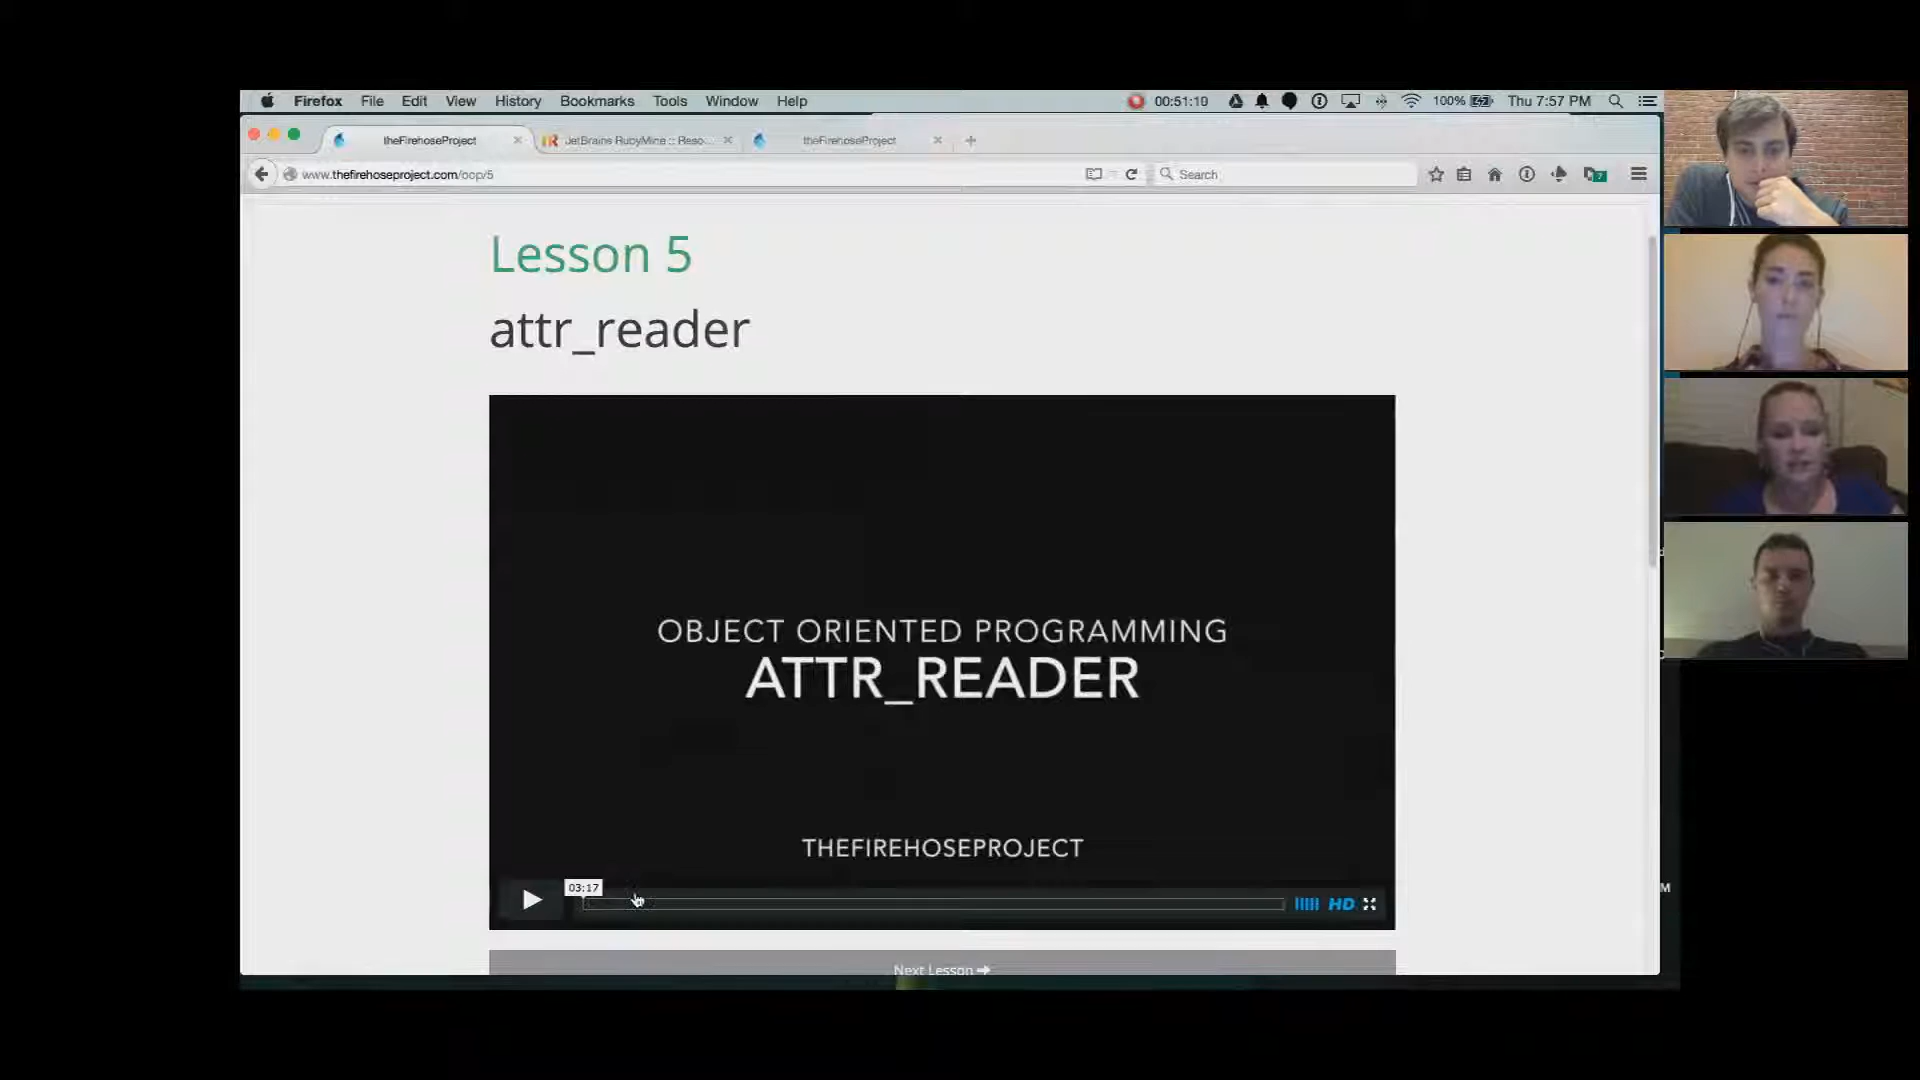 Firefox File Edit View History Bookmarks Tools Window Help 00:51:10 100% Thu 7:57 PM
theFirehoseProject JetBrains RubyMine :: Reso... theFirehoseProject
www.thefirehoseproject.com/oop/5 Search 7
Lesson 5
attr_reader
OBJECT ORIENTED PROGRAMMING
ATTR_READER
THEFIREHOSEPROJECT
03:17
HD
Next Lesson
M